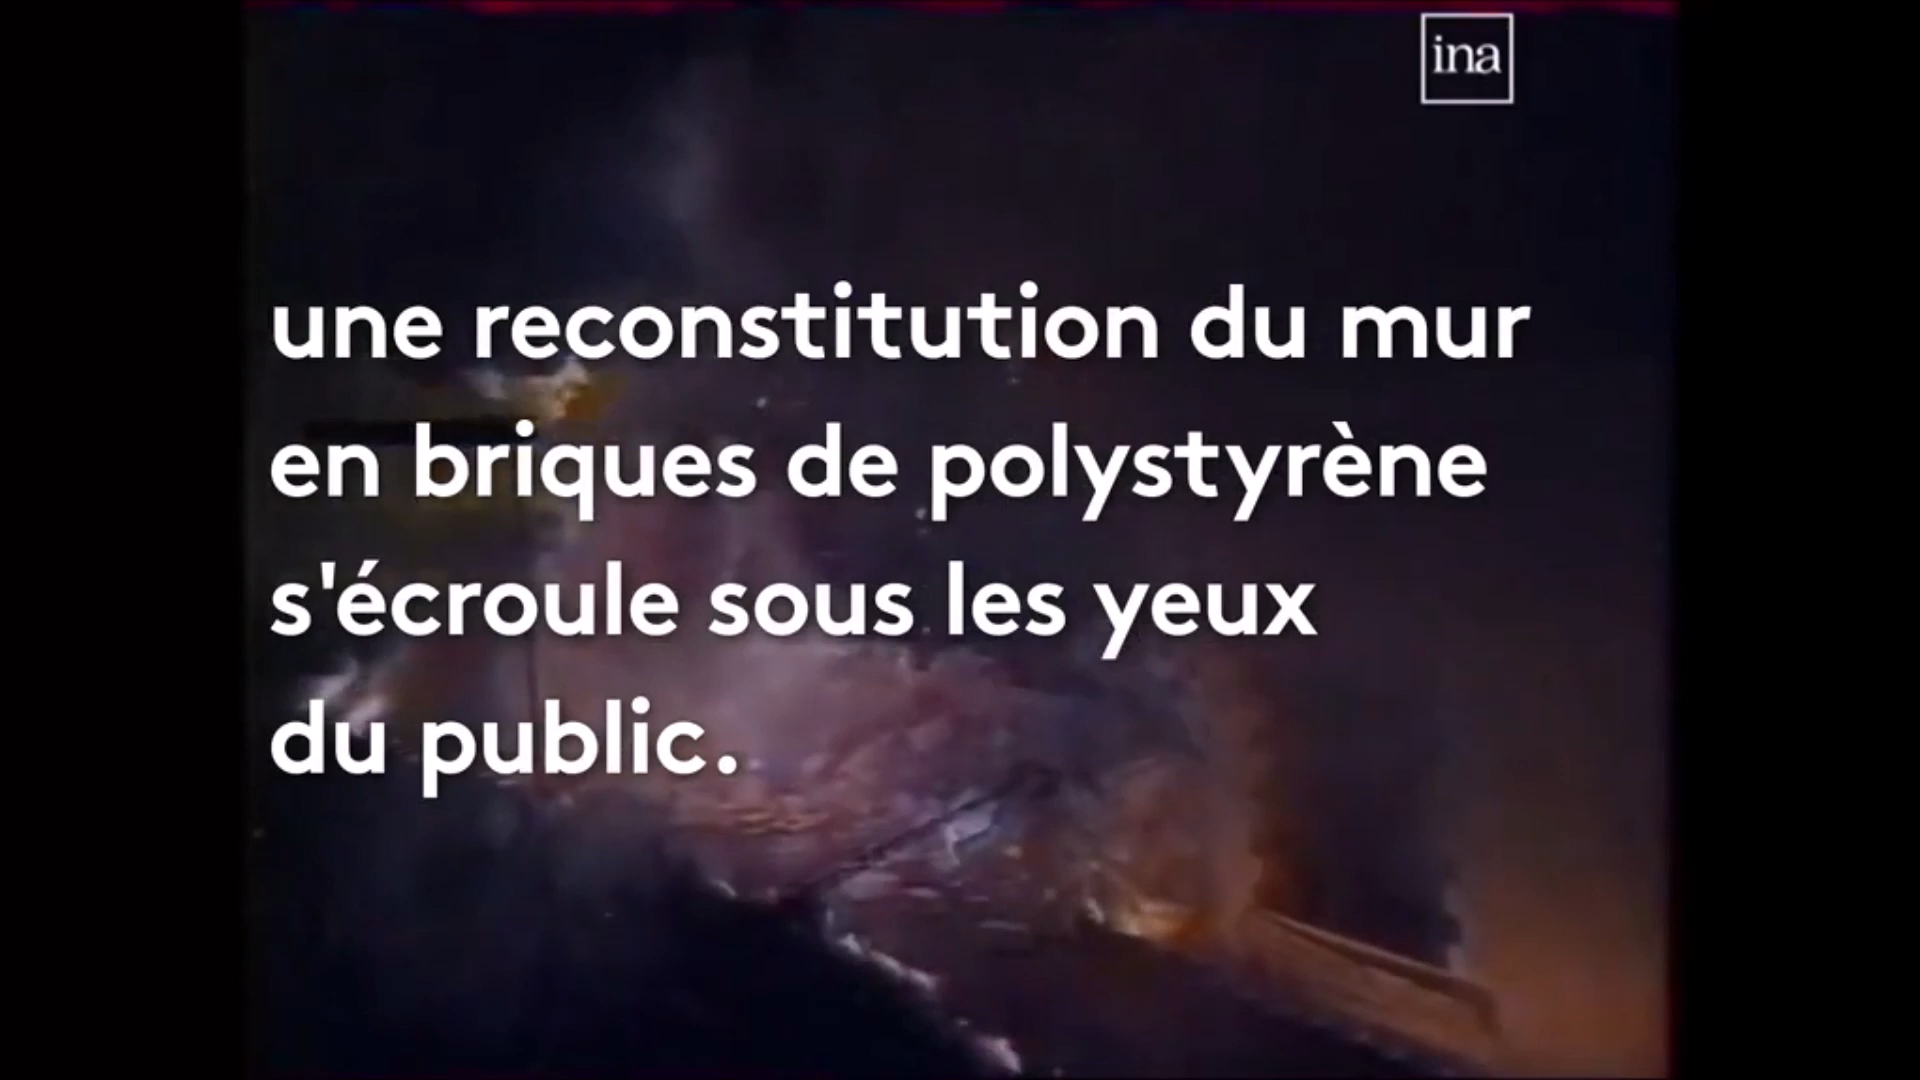 ina
une reconstitution du mur
en briques de polystyrène
s'écroule sous les yeux
du public.